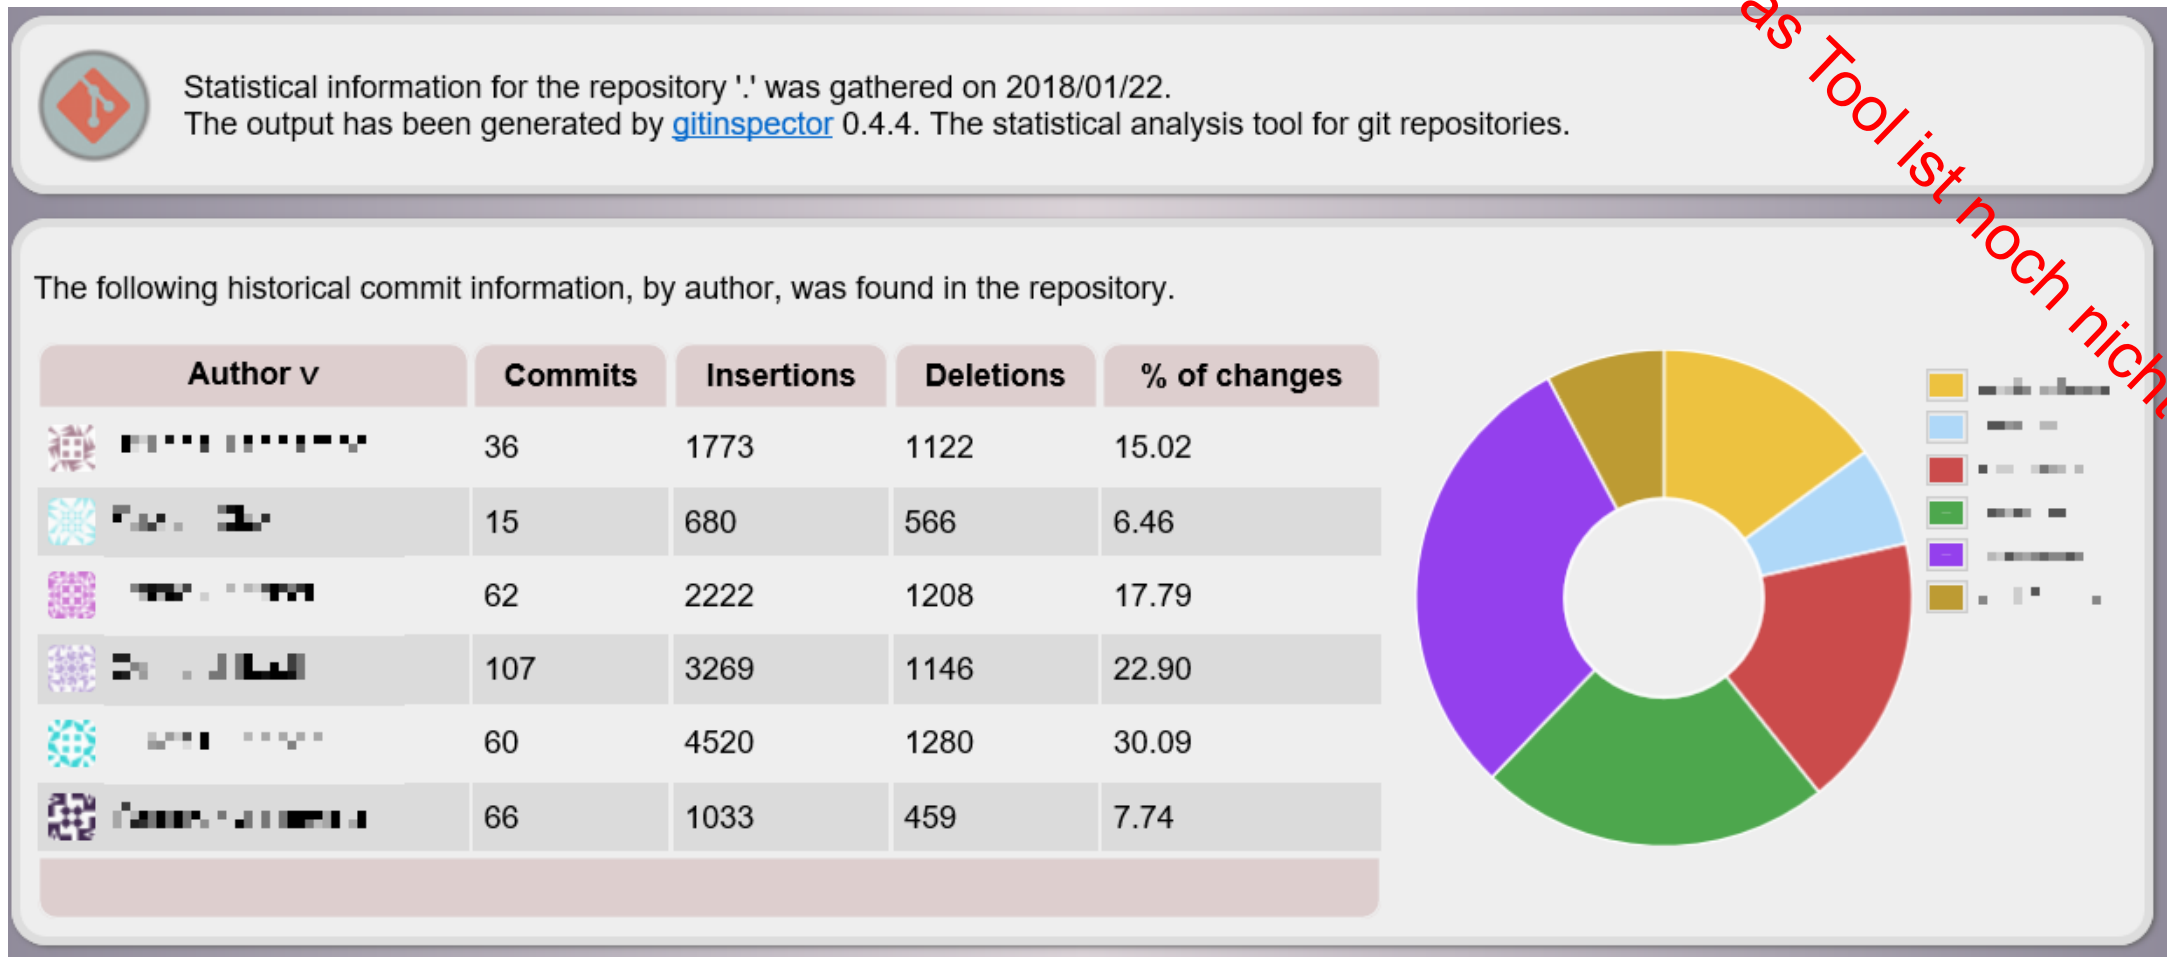 Statistical information for the repository '.' was gathered on 2018/01/22.
The output has been generated by gitinspector 0.4.4. The statistical analysis tool for git repositories.
as Tool ist noch nicht
The following historical commit information, by author, was found in the repository.
Author ∨ Commits Insertions Deletions % of changes
36 1773 1122 15.02
15 680 566 6.46
62 2222 1208 17.79
107 3269 1146 22.90
60 4520 1280 30.09
66 1033 459 7.74